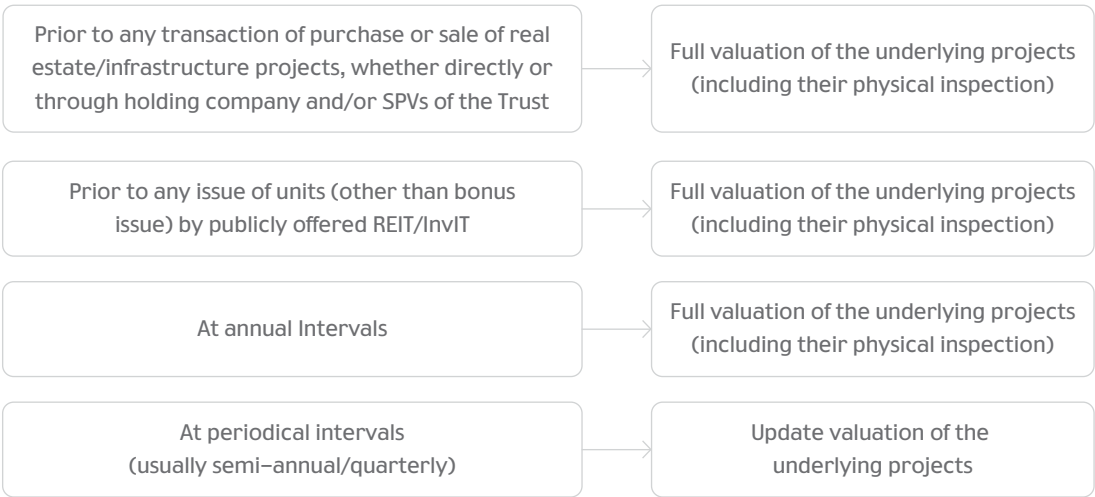 Prior to any transaction of purchase or sale of real
estate/infrastructure projects, whether directly or
through holding company and/or SPVs of the Trust
Full valuation of the underlying projects
(including their physical inspection)
Prior to any issue of units (other than bonus
issue) by publicly offered REIT/InvIT
Full valuation of the underlying projects
(including their physical inspection)
At annual Intervals
Full valuation of the underlying projects
(including their physical inspection)
At periodical intervals
(usually semi–annual/quarterly)
Update valuation of the
underlying projects